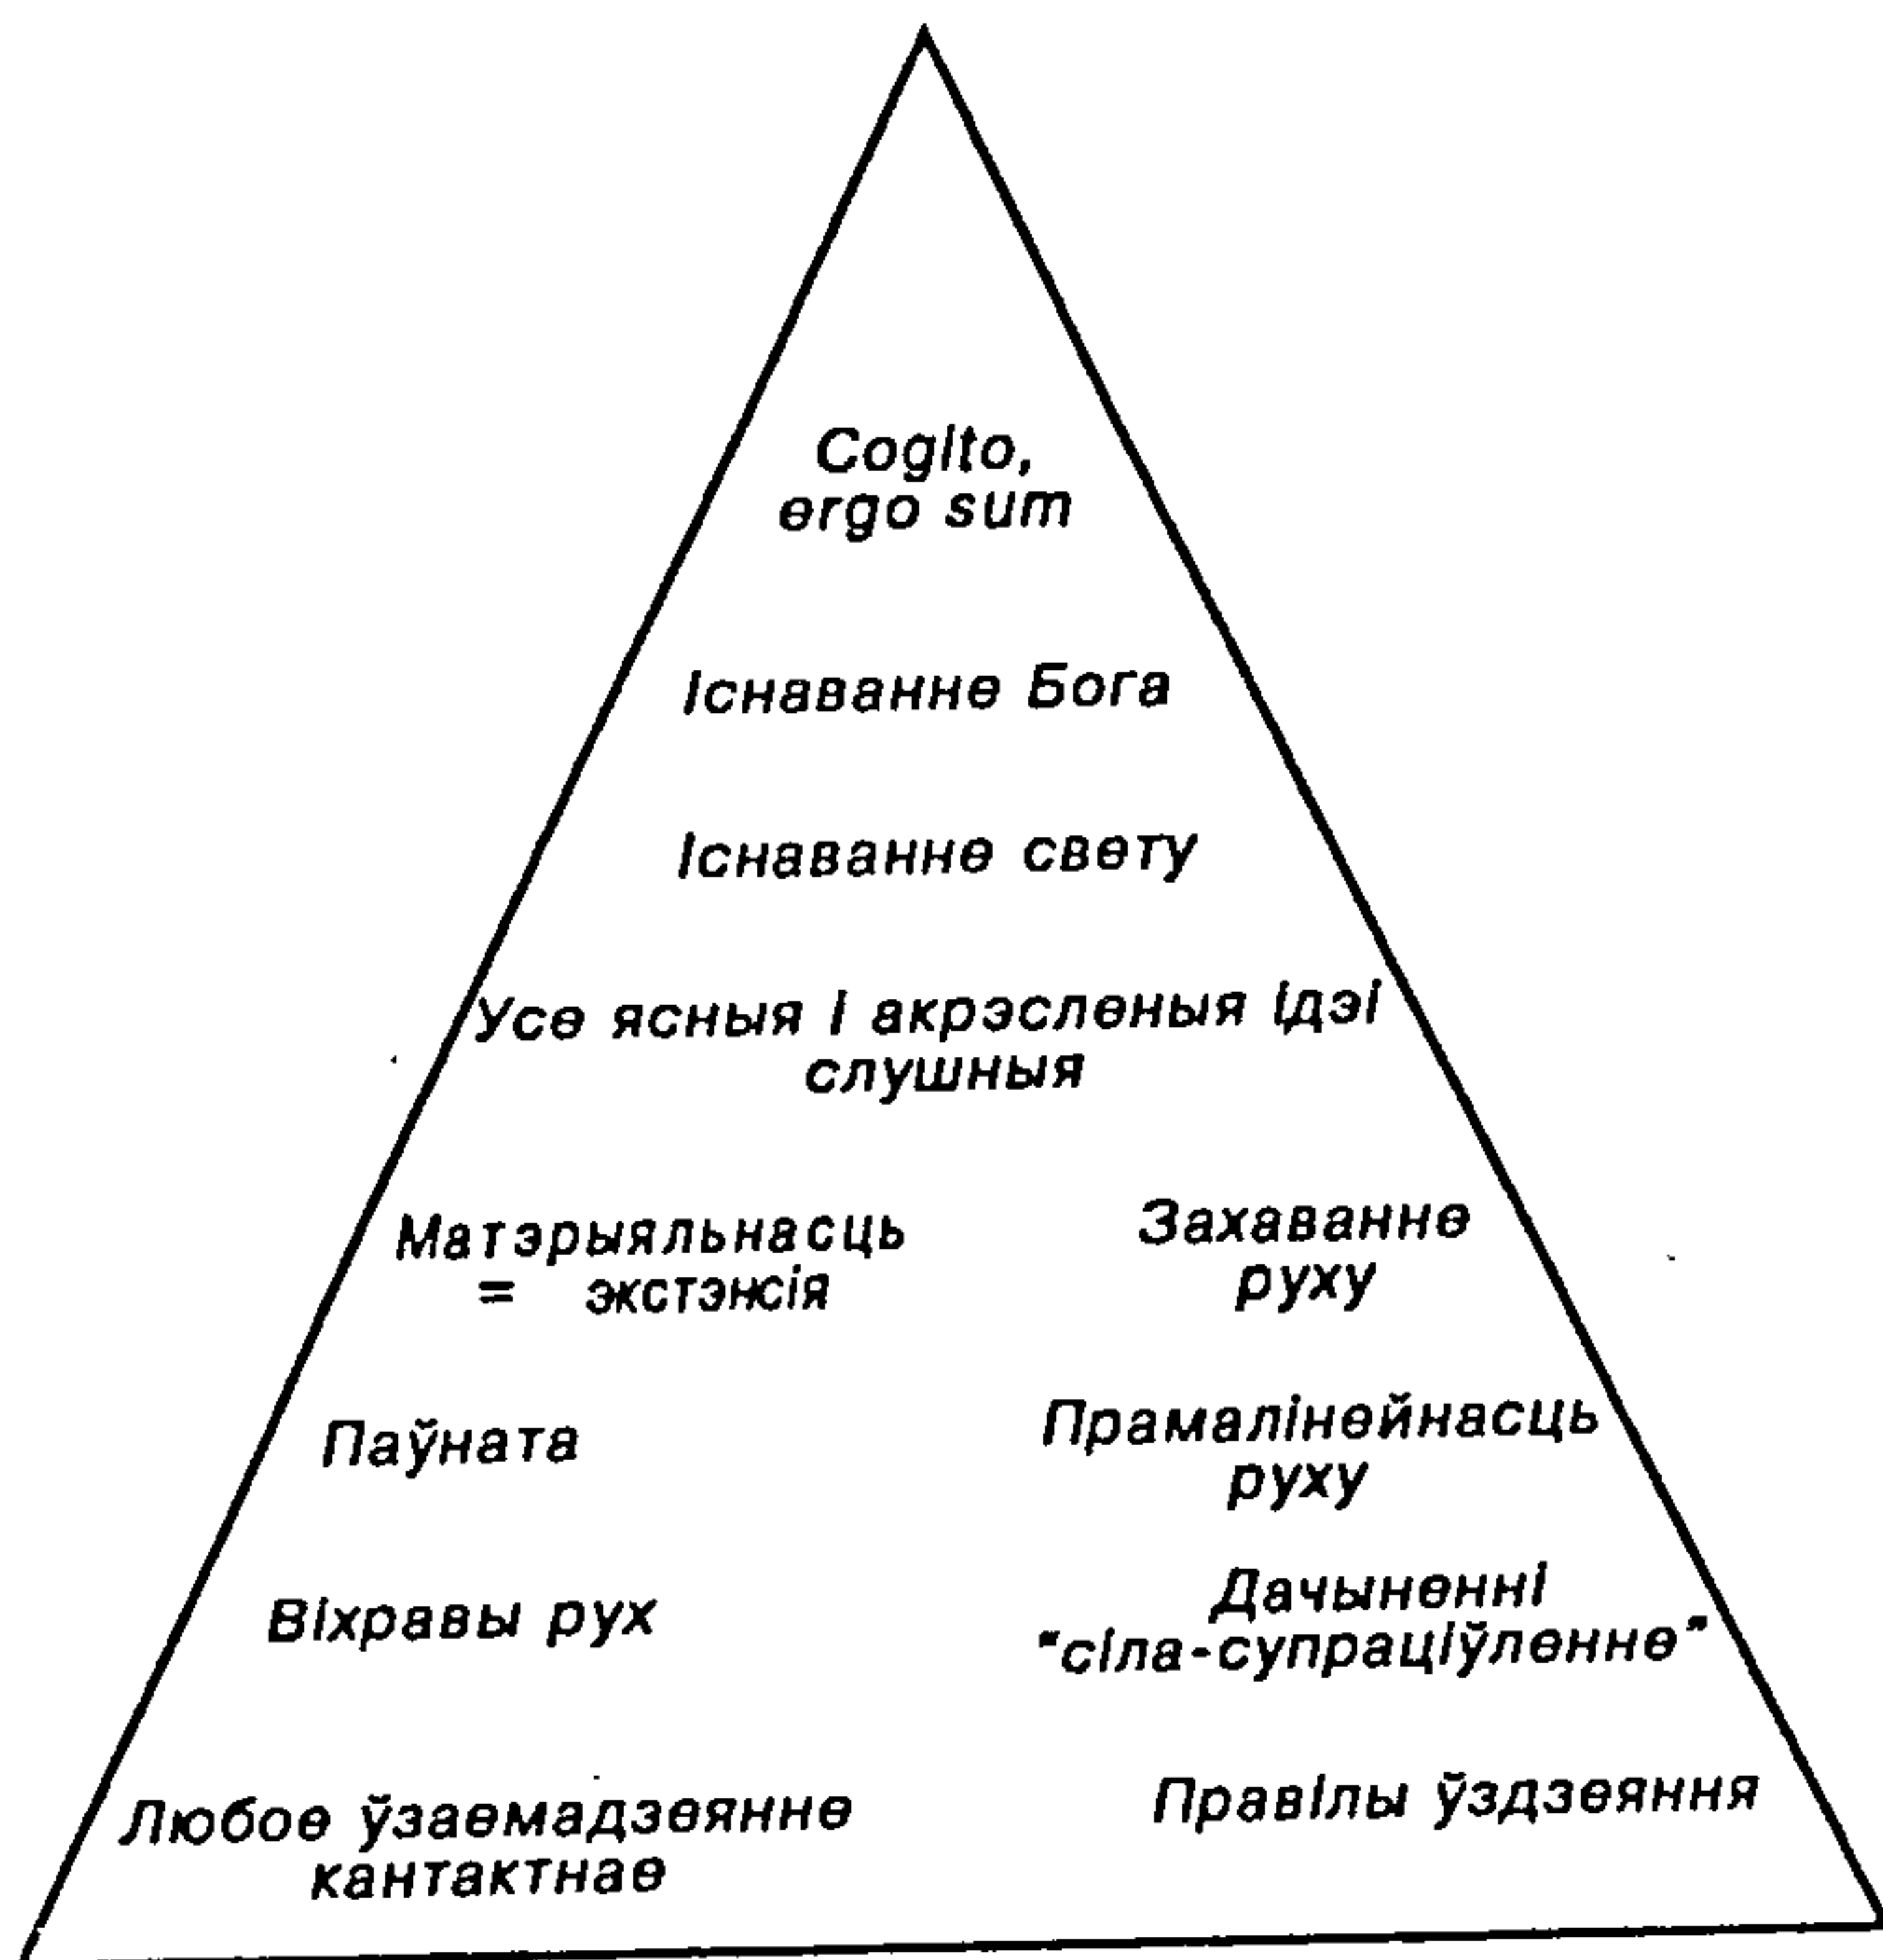 Cogito,
ergo sum
Існаванне Бога
Існаванне свету
Усе ясныя і акрэсленыя ідэі
слушныя
Матэрыяльнасць
= экстэнсія
Захаванне
руху
Паўната
Прамалінейнасць
руху
Віхравы рух
Дачыненні
"сіла-супраціўленне"
Любое ўзаемадзеянне
кантактнае
Правілы ўздзеяння